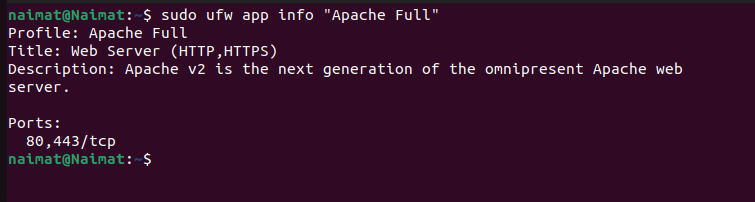 naimat@Naimat:~$ sudo ufw app info "Apache Full"
Profile: Apache Full
Title: Web Server (HTTP,HTTPS)
Description: Apache v2 is the next generation of the omnipresent Apache web
server.

Ports:
  80,443/tcp
naimat@Naimat:~$